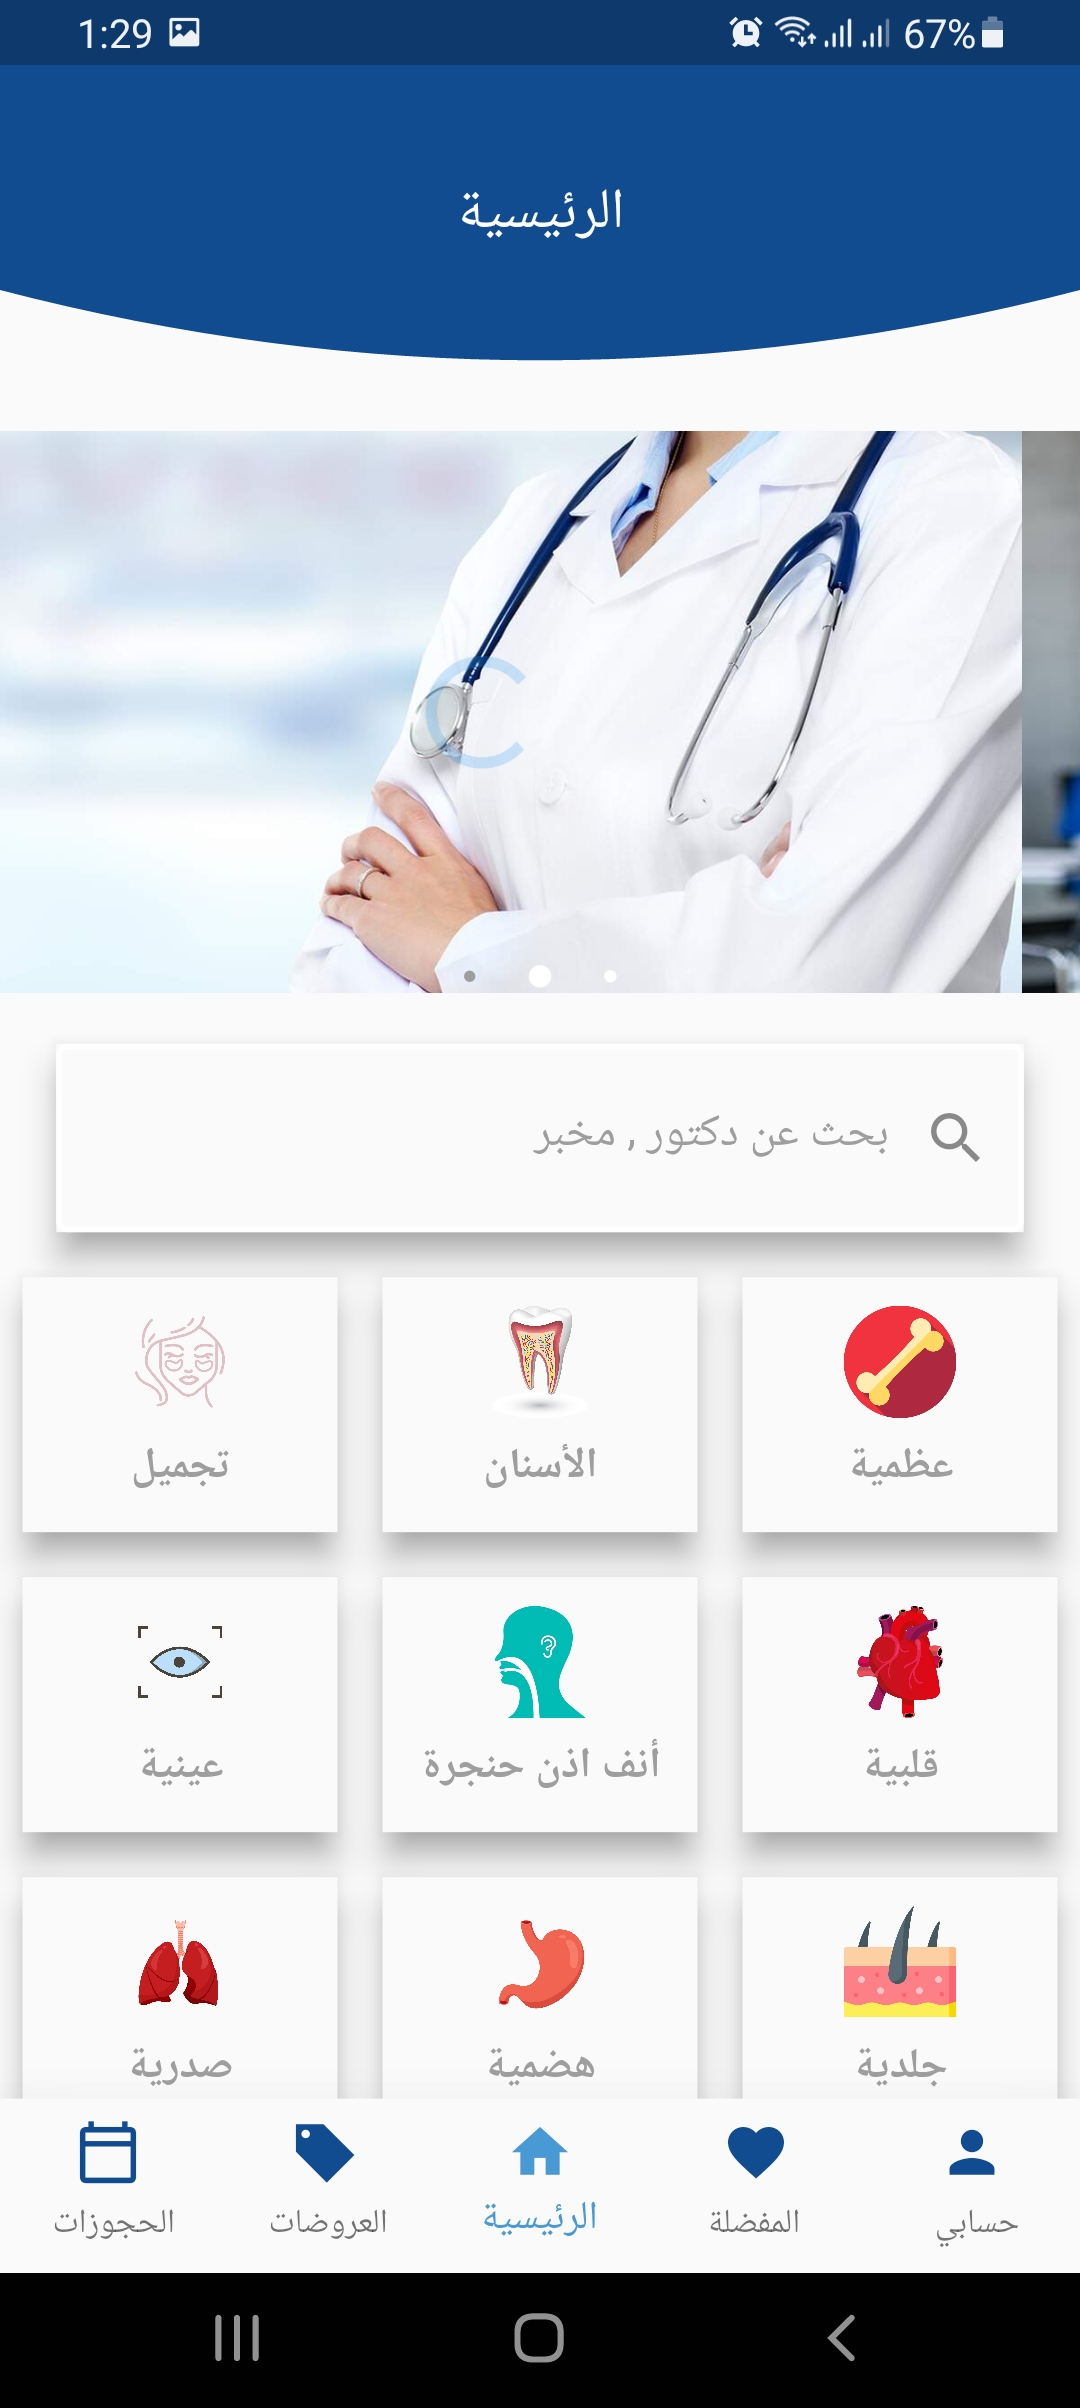 1:29 67%
الرئيسية
بحث عن دكتور , مخبر
عظمية
الأسنان
تجميل
قلبية
أنف اذن حنجرة
عينية
جلدية
هضمية
صدرية
حسابي
المفضلة
الرئيسية
العروضات
الحجوزات